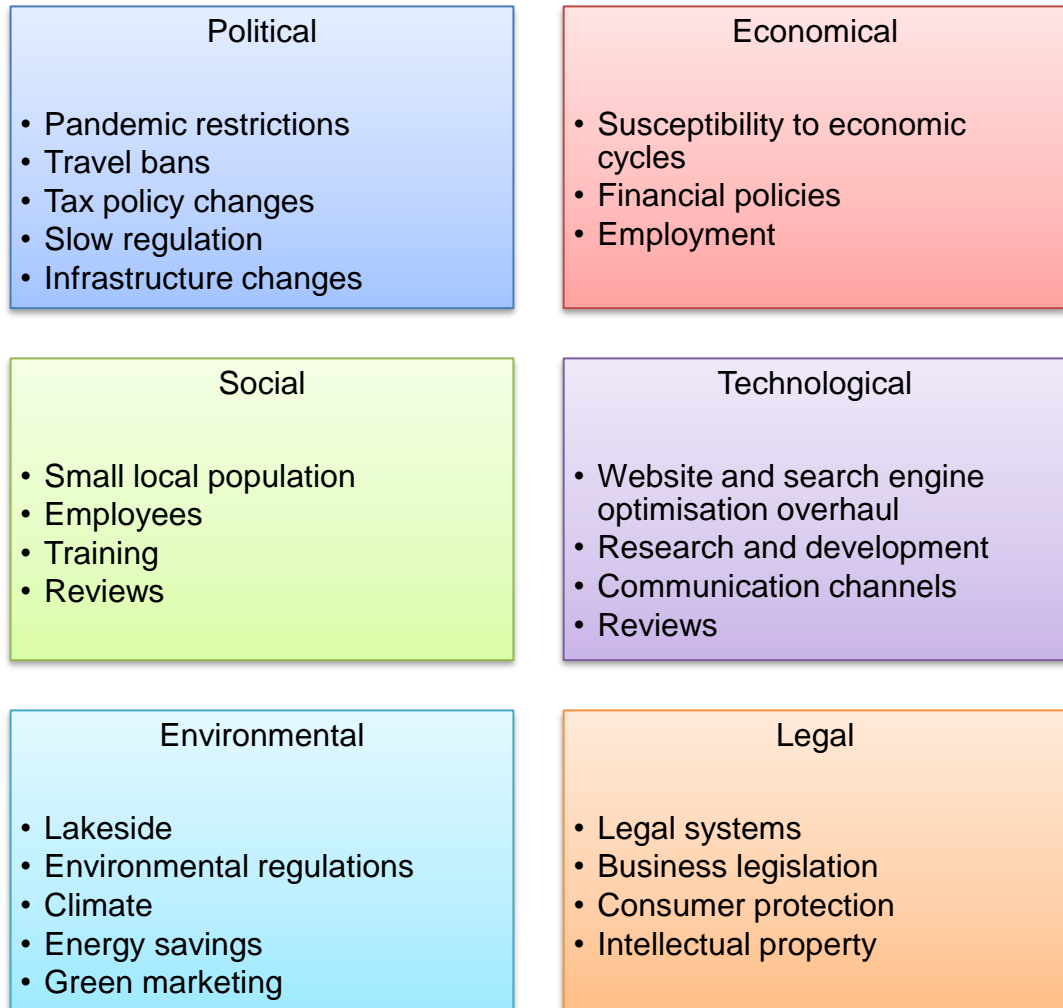 Political
• Pandemic restrictions
• Travel bans
• Tax policy changes
• Slow regulation
• Infrastructure changes
Economical
• Susceptibility to economic
cycles
• Financial policies
• Employment
Social
• Small local population
• Employees
• Training
• Reviews
Technological
• Website and search engine
optimisation overhaul
• Research and development
• Communication channels
• Reviews
Environmental
• Lakeside
• Environmental regulations
• Climate
• Energy savings
• Green marketing
Legal
• Legal systems
• Business legislation
• Consumer protection
• Intellectual property